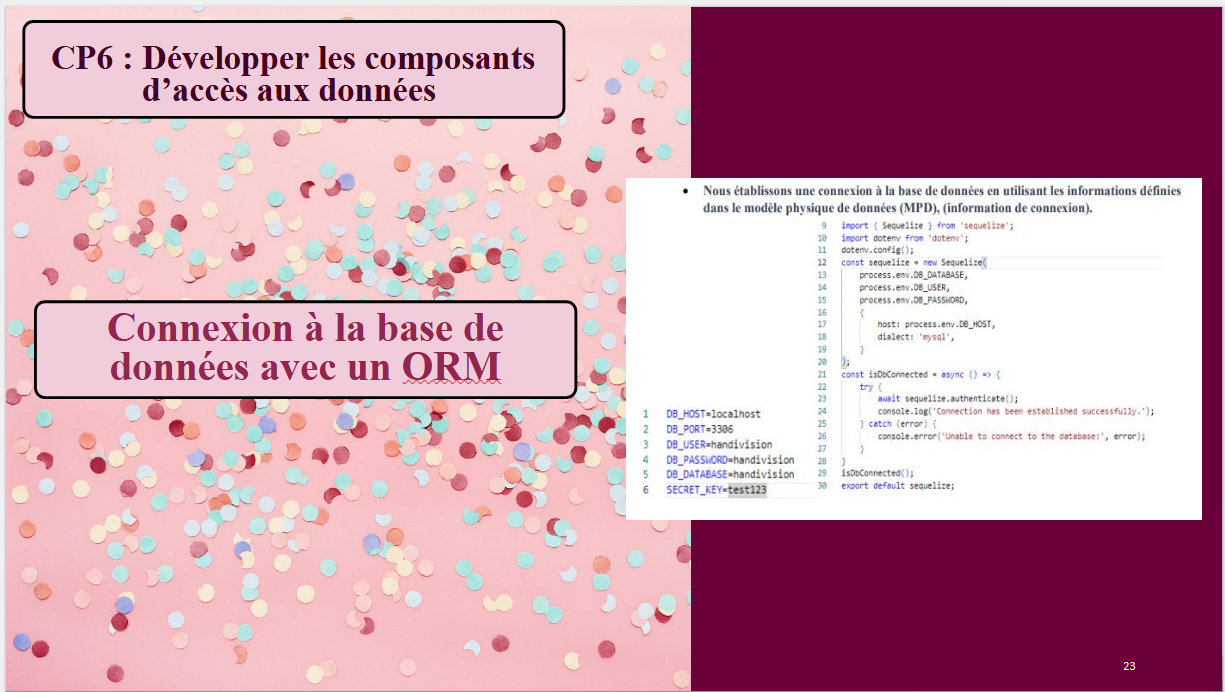 CP6 : Développer les composants
d’accès aux données
Connexion à la base de
données avec un ORM
• Nous établissons une connexion à la base de données en utilisant les informations définies
dans le modèle physique de données (MPD), (information de connexion).
9 import { Sequelize } from 'sequelize';
10 import dotenv from 'dotenv';
11 dotenv.config();
12 const sequelize = new Sequelize(
13 process.env.DB_DATABASE,
14 process.env.DB_USER,
15 process.env.DB_PASSWORD,
16 {
17 host: process.env.DB_HOST,
18 dialect: 'mysql',
19 }
20 );
21 const isDbConnected = async () => {
22 try {
23 await sequelize.authenticate();
24 console.log('Connection has been established successfully.');
25 } catch (error) {
26 console.error('Unable to connect to the database:', error);
27 }
28 }
29 isDbConnected();
30 export default sequelize;
1 DB_HOST=localhost
2 DB_PORT=3306
3 DB_USER=handivision
4 DB_PASSWORD=handivision
5 DB_DATABASE=handivision
6 SECRET_KEY=test123
23